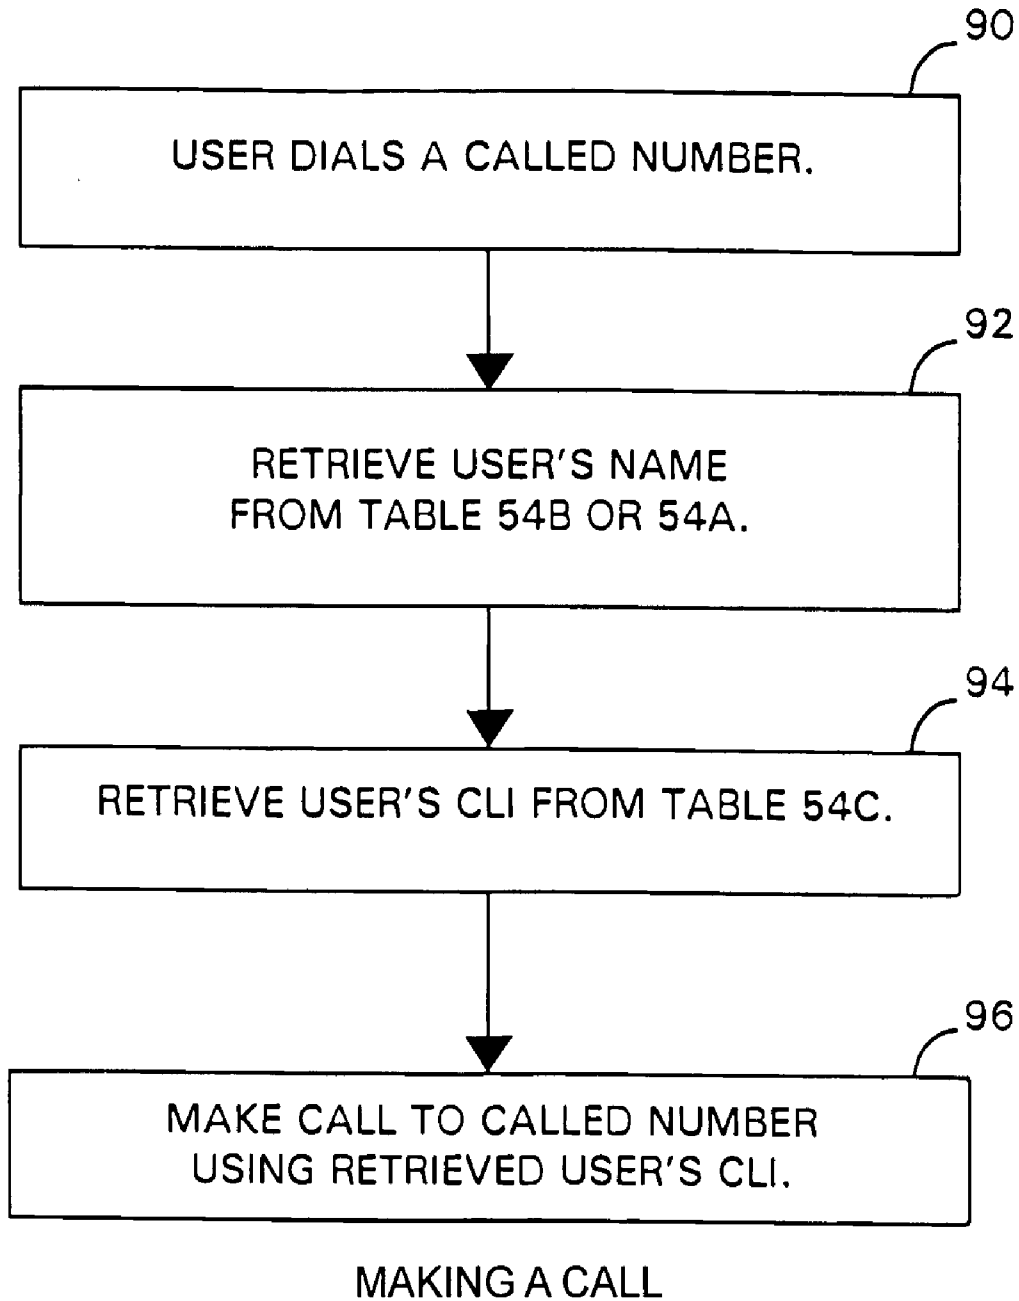 90
USER DIALS A CALLED NUMBER.
92
RETRIEVE USER'S NAME
FROM TABLE 54B OR 54A.
94
RETRIEVE USER'S CLI FROM TABLE 54C.
96
MAKE CALL TO CALLED NUMBER
USING RETRIEVED USER'S CLI.
MAKING A CALL